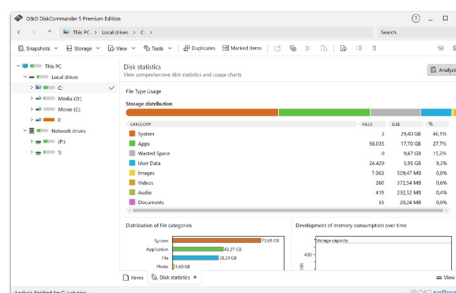 O&O DiskCommander 5 Premium Edition
This PC > Local drives > C: >
Search
Snapshots Storage View Tools Duplicates Marked items
This PC
Local drives
C:
Media (D:)
Movie (E:)
F:
Network drives
(P:)
S:
Disk statistics
View comprehensive disk statistics and usage charts
Analyze
File Type Usage
Storage distribution
CATEGORY FILES SIZE %
System 3 29,40 GB 46,1%
Apps 56.035 17,70 GB 27,7%
Wasted Space 0 9,67 GB 15,2%
User Data 24.429 5,95 GB 9,3%
Images 7.063 509,47 MB 0,8%
Videos 260 372,54 MB 0,6%
Audio 419 232,52 MB 0,4%
Documents 55 20,24 MB 0,0%
Distribution of file categories
System
Application
File
Photo
Development of memory consumption over time
Storage capacity
400
Items Disk statistics × View
O&O software